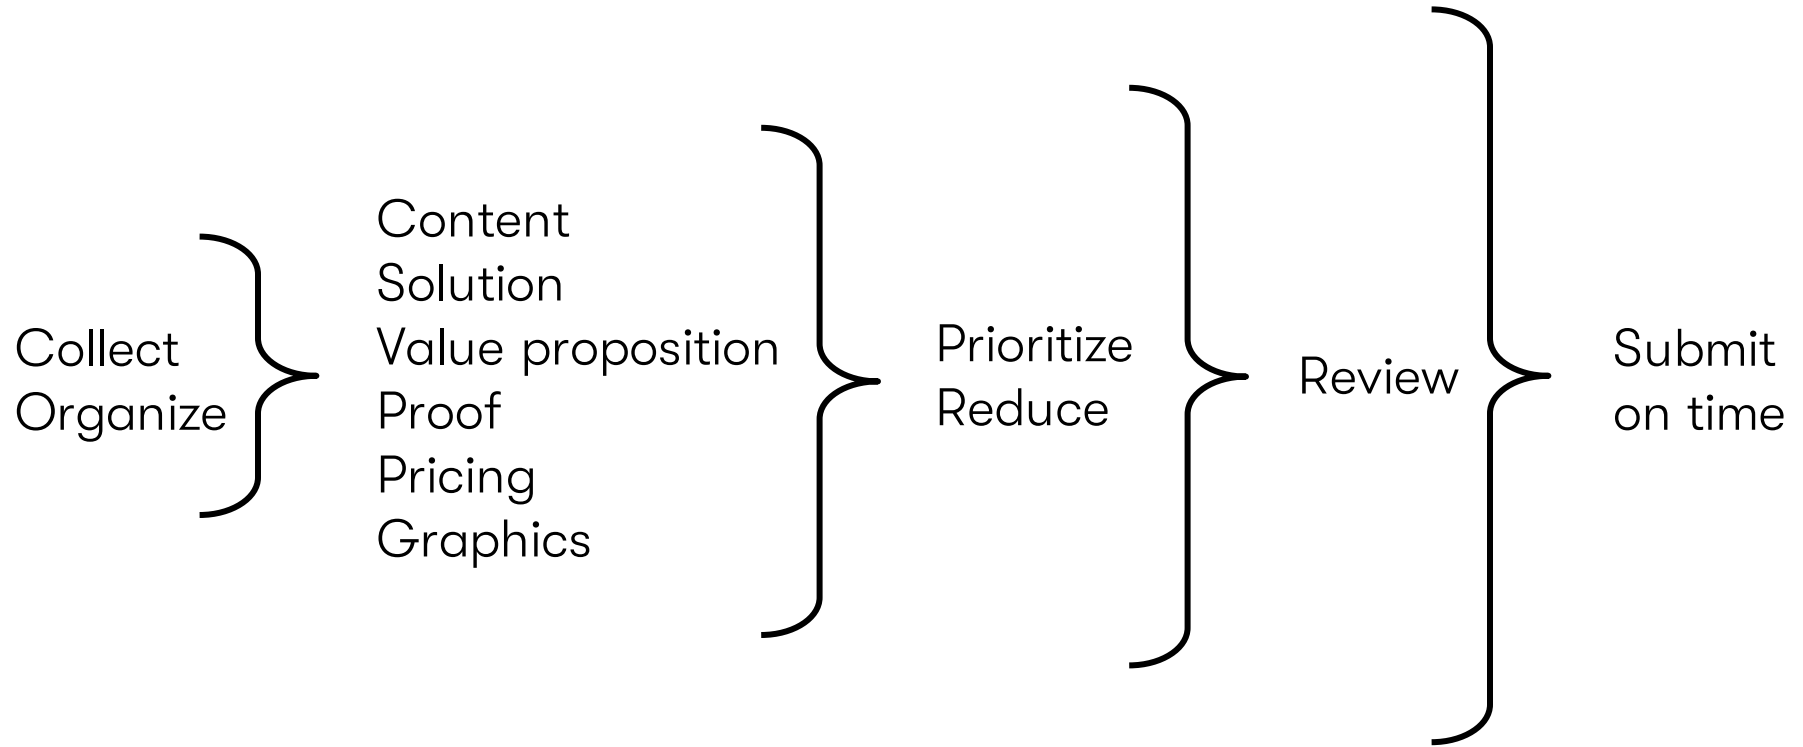 Collect
Organize
Content
Solution
Value proposition
Proof
Pricing
Graphics
Prioritize
Reduce
Review
Submit
on time